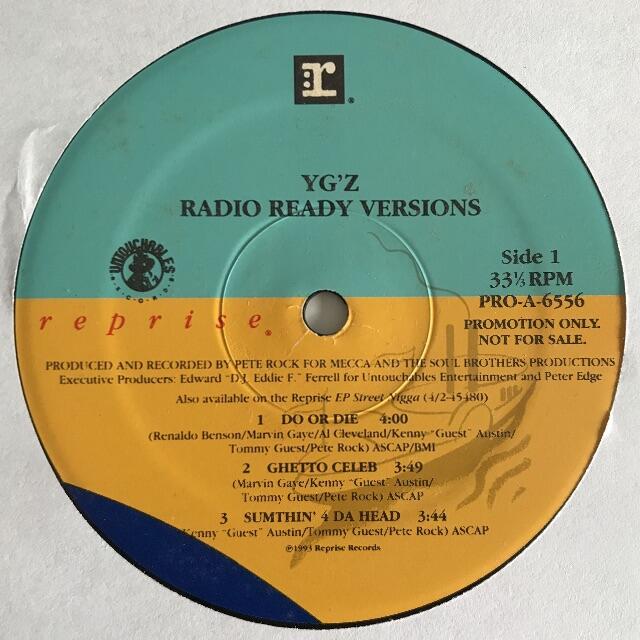 r®
YG'Z
RADIO READY VERSIONS
UNTOUCHABLES
RECORDS
Side 1
33⅓ RPM
PRO-A-6556
PROMOTION ONLY.
NOT FOR SALE.
reprise®
PRODUCED AND RECORDED BY PETE ROCK FOR MECCA AND THE SOUL BROTHERS PRODUCTIONS
Executive Producers: Edward "DJ Eddie F." Ferrell for Untouchables Entertainment and Peter Edge
Also available on the Reprise EP Street Nigga (4/2-45480)
1 DO OR DIE 4:00
(Renaldo Benson/Marvin Gaye/Al Cleveland/Kenny "Guest" Austin/
Tommy Guest/Pete Rock) ASCAP/BMI
2 GHETTO CELEB 3:49
(Marvin Gaye/Kenny "Guest" Austin/
Tommy Guest/Pete Rock) ASCAP
3 SUMTHIN' 4 DA HEAD 3:44
Kenny "Guest" Austin/Tommy Guest/Pete Rock) ASCAP
℗1993 Reprise Records